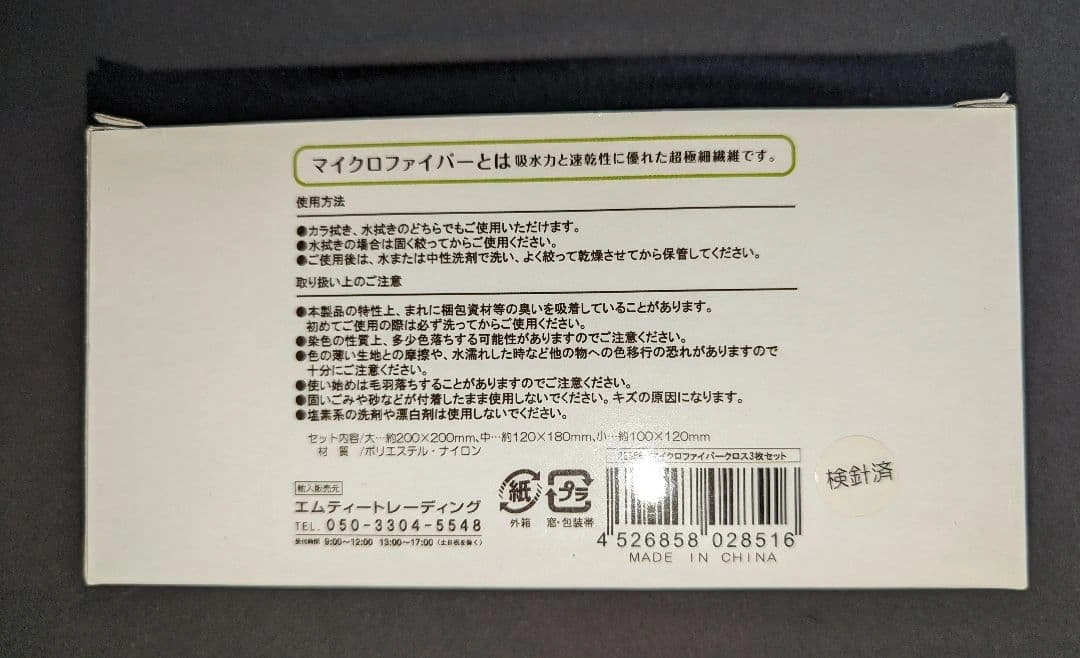 マイクロファイバーとは吸水力と速乾性に優れた超極細繊維です。
使用方法
●カラ拭き、水拭きのどちらでもご使用いただけます。
●水拭きの場合は固く絞ってからご使用ください。
●ご使用後は、水または中性洗剤で洗い、よく絞って乾燥させてから保管してください。
取り扱い上のご注意
●本製品の特性上、まれに梱包資材等の臭いを吸着していることがあります。
初めてご使用の際は必ず洗ってからご使用ください。
●染色の性質上、多少色落ちする可能性がありますのでご注意ください。
●色の薄い生地との摩擦や、水濡れした時など他の物への色移行の恐れがありますので
十分にご注意ください。
●使い始めは毛羽落ちすることがありますのでご注意ください。
●固いごみや砂などが付着したまま使用しないでください。キズの原因になります。
●塩素系の洗剤や漂白剤は使用しないでください。
セット内容/大…約200×200mm、中…約120×180mm、小…約100×120mm
材 質/ポリエステル・ナイロン
輸入販売元
エムティートレーディング
TEL. 050-3304-5548
受付時間 9:00〜12:00 13:00〜17:00 (土日祝を除く)
紙
外箱
プラ
窓・包装帯
マイクロファイバークロス3枚セット
4 526858 028516
MADE IN CHINA
検針済